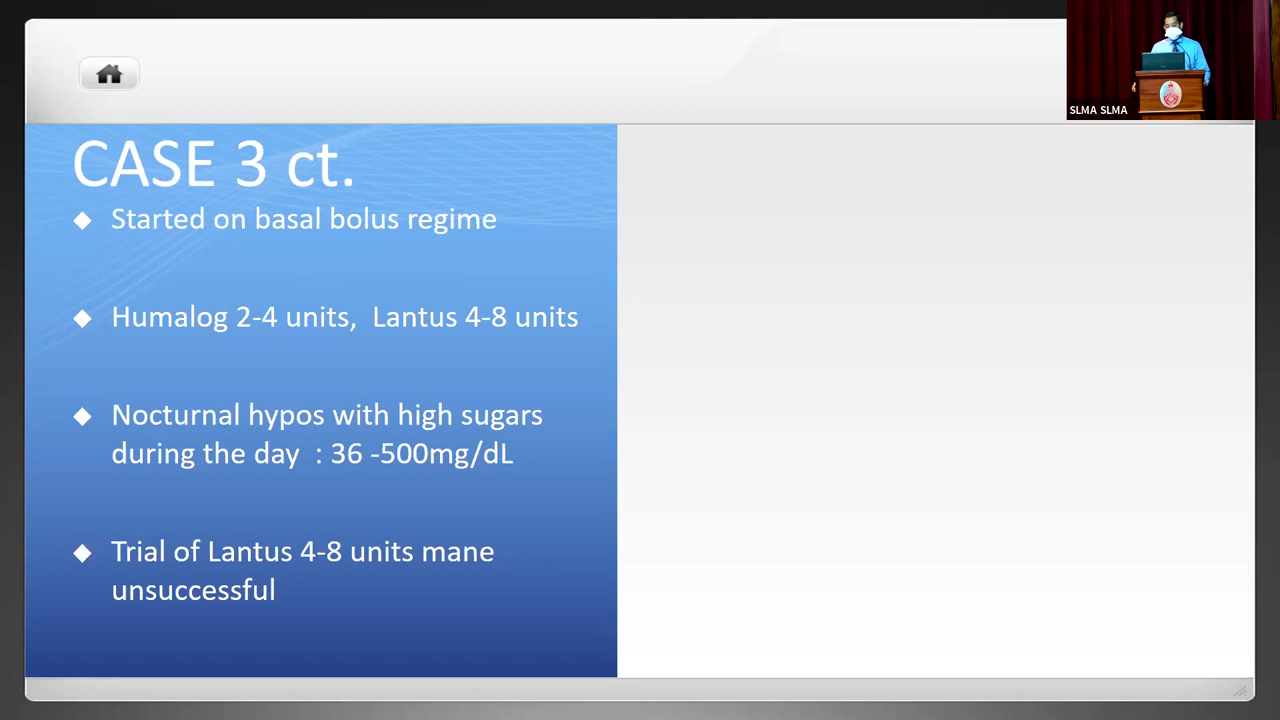 SLMA SLMA
CASE 3 ct.
Started on basal bolus regime
Humalog 2-4 units, Lantus 4-8 units
Nocturnal hypos with high sugars
during the day : 36 -500mg/dL
Trial of Lantus 4-8 units mane
unsuccessful